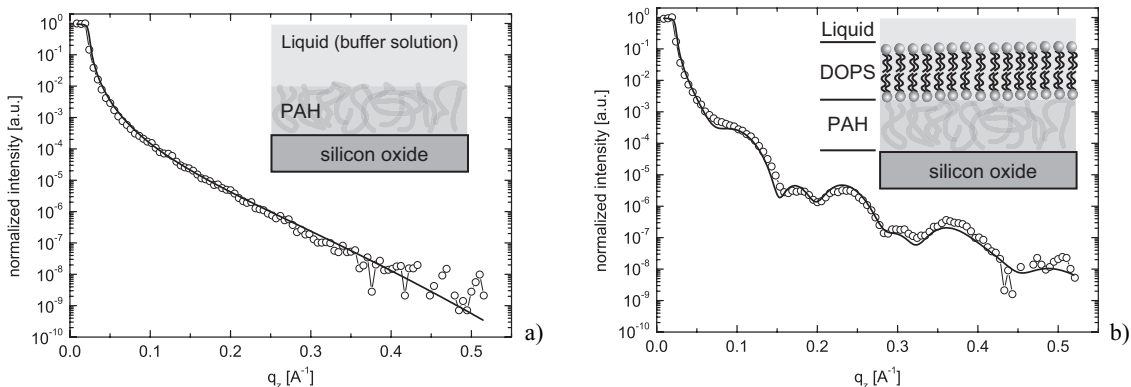 10⁰
10⁻¹
10⁻²
10⁻³
10⁻⁴
10⁻⁵
10⁻⁶
10⁻⁷
10⁻⁸
10⁻⁹
10⁻¹⁰
normalized intensity [a.u.]
Liquid (buffer solution)
PAH
silicon oxide
0.0 0.1 0.2 0.3 0.4 0.5
q_z [A⁻¹]
a)
10⁰
10⁻¹
10⁻²
10⁻³
10⁻⁴
10⁻⁵
10⁻⁶
10⁻⁷
10⁻⁸
10⁻⁹
10⁻¹⁰
normalized intensity [a.u.]
Liquid
DOPS
PAH
silicon oxide
0.0 0.1 0.2 0.3 0.4 0.5
q_z [A⁻¹]
b)